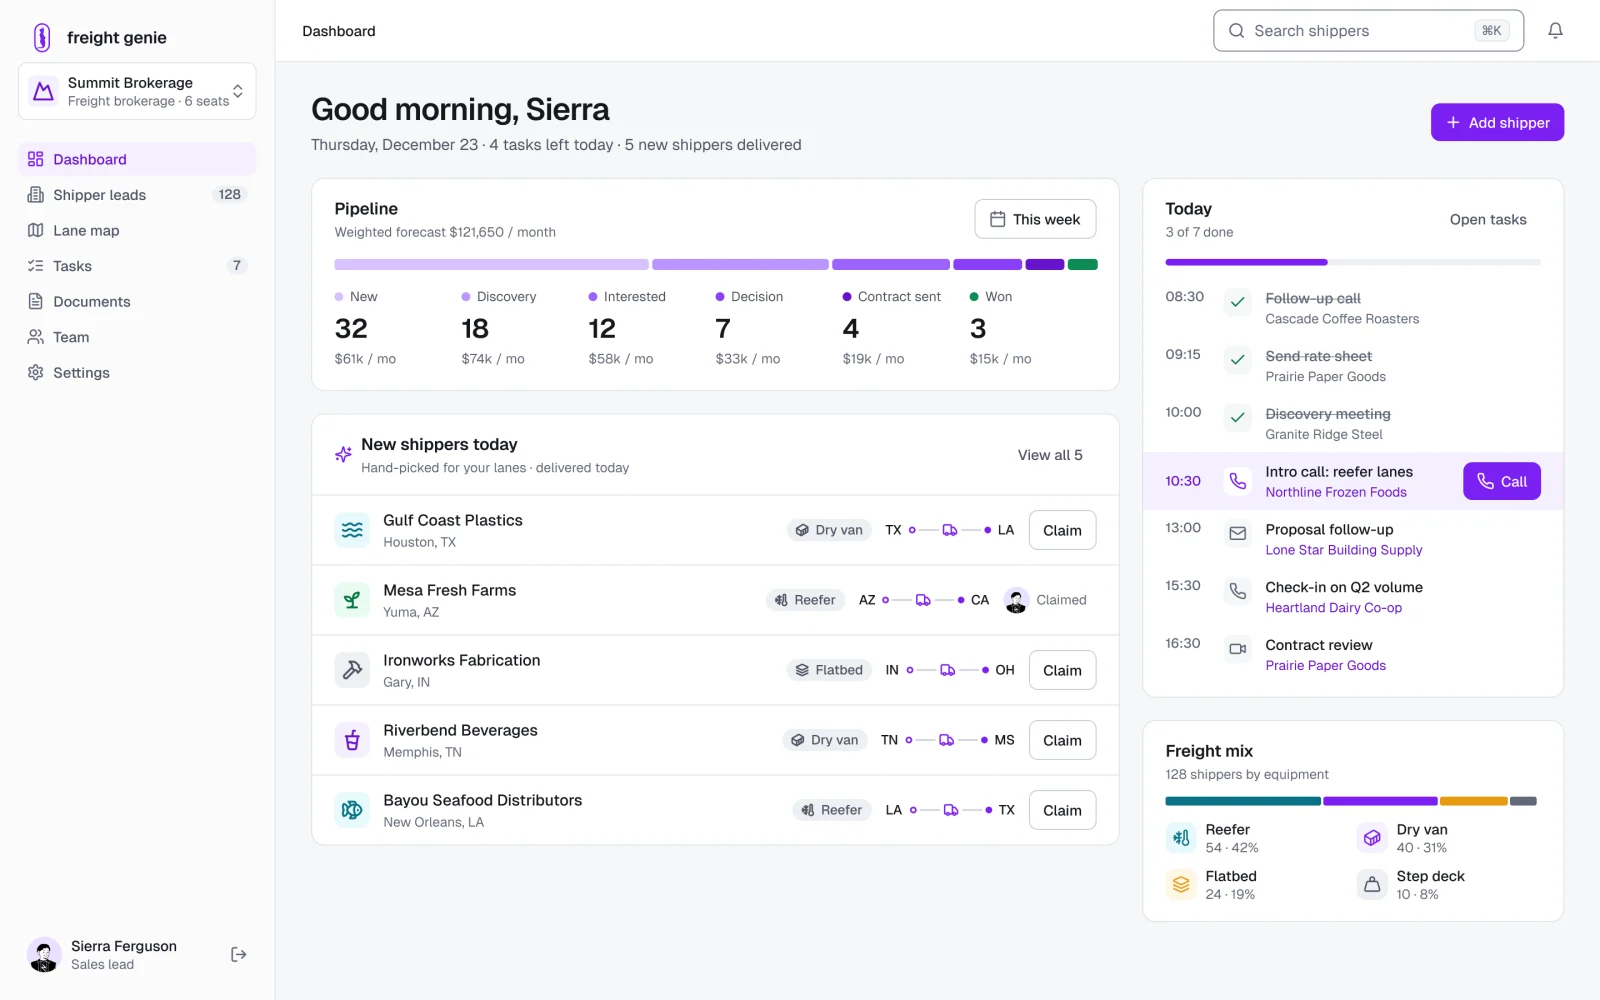 freight genie
Summit Brokerage
Freight brokerage · 6 seats
Dashboard
Shipper leads 128
Lane map
Tasks 7
Documents
Team
Settings
Sierra Ferguson
Sales lead
Dashboard
Search shippers ⌘K
Good morning, Sierra
Thursday, December 23 · 4 tasks left today · 5 new shippers delivered
Add shipper
Pipeline
Weighted forecast $121,650 / month
This week
New Discovery Interested Decision Contract sent Won
32 18 12 7 4 3
$61k / mo $74k / mo $58k / mo $33k / mo $19k / mo $15k / mo
New shippers today
Hand-picked for your lanes · delivered today
View all 5
Gulf Coast Plastics
Houston, TX
Dry van TX LA Claim
Mesa Fresh Farms
Yuma, AZ
Reefer AZ CA Claimed
Ironworks Fabrication
Gary, IN
Flatbed IN OH Claim
Riverbend Beverages
Memphis, TN
Dry van TN MS Claim
Bayou Seafood Distributors
New Orleans, LA
Reefer LA TX Claim
Today
3 of 7 done
Open tasks
08:30 Follow-up call
Cascade Coffee Roasters
09:15 Send rate sheet
Prairie Paper Goods
10:00 Discovery meeting
Granite Ridge Steel
10:30 Intro call: reefer lanes
Northline Frozen Foods
Call
13:00 Proposal follow-up
Lone Star Building Supply
15:30 Check-in on Q2 volume
Heartland Dairy Co-op
16:30 Contract review
Prairie Paper Goods
Freight mix
128 shippers by equipment
Reefer
54 · 42%
Dry van
40 · 31%
Flatbed
24 · 19%
Step deck
10 · 8%